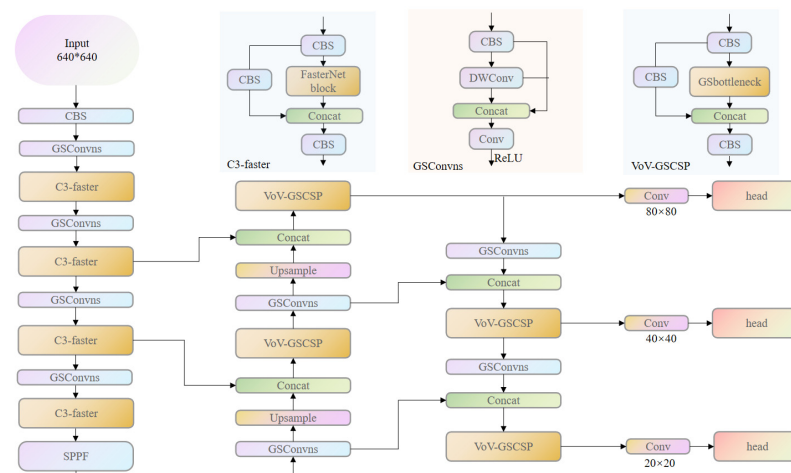 Input
640*640
CBS
GSConvns
C3-faster
GSConvns
C3-faster
GSConvns
C3-faster
GSConvns
C3-faster
SPPF
CBS
CBS
FasterNet
block
Concat
CBS
C3-faster
CBS
DWConv
Concat
Conv
ReLU
GSConvns
CBS
CBS
GSbottleneck
Concat
CBS
VoV-GSCSP
VoV-GSCSP
Concat
Upsample
GSConvns
VoV-GSCSP
Concat
Upsample
GSConvns
GSConvns
Concat
VoV-GSCSP
GSConvns
Concat
VoV-GSCSP
Conv
80×80
head
Conv
40×40
head
Conv
20×20
head